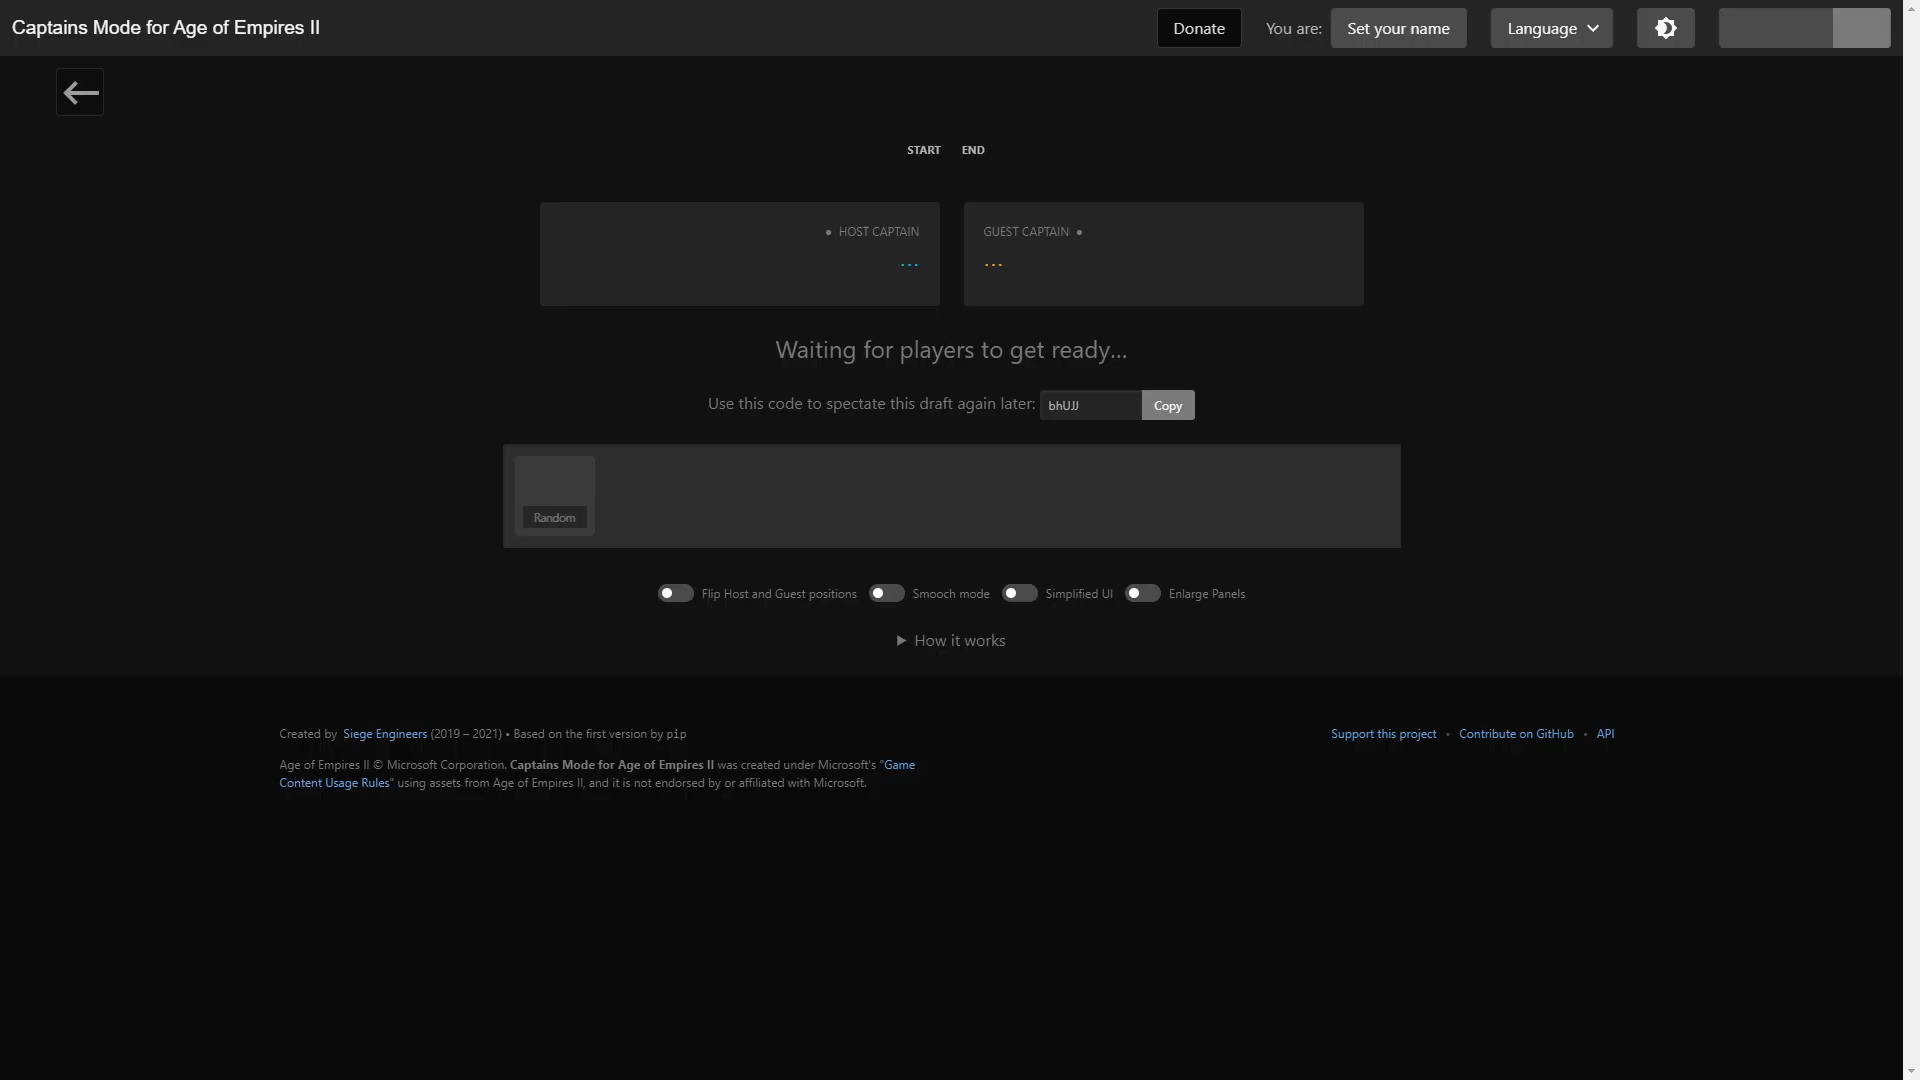 Captains Mode for Age of Empires II
Donate
You are:
Set your name
Language
START END
HOST CAPTAIN
...
GUEST CAPTAIN
...
Waiting for players to get ready...
Use this code to spectate this draft again later: bhUJJ Copy
Random
Flip Host and Guest positions
Smooch mode
Simplified UI
Enlarge Panels
How it works
Created by Siege Engineers (2019 – 2021) • Based on the first version by pip
Support this project • Contribute on GitHub • API
Age of Empires II © Microsoft Corporation. Captains Mode for Age of Empires II was created under Microsoft's "Game
Content Usage Rules" using assets from Age of Empires II, and it is not endorsed by or affiliated with Microsoft.